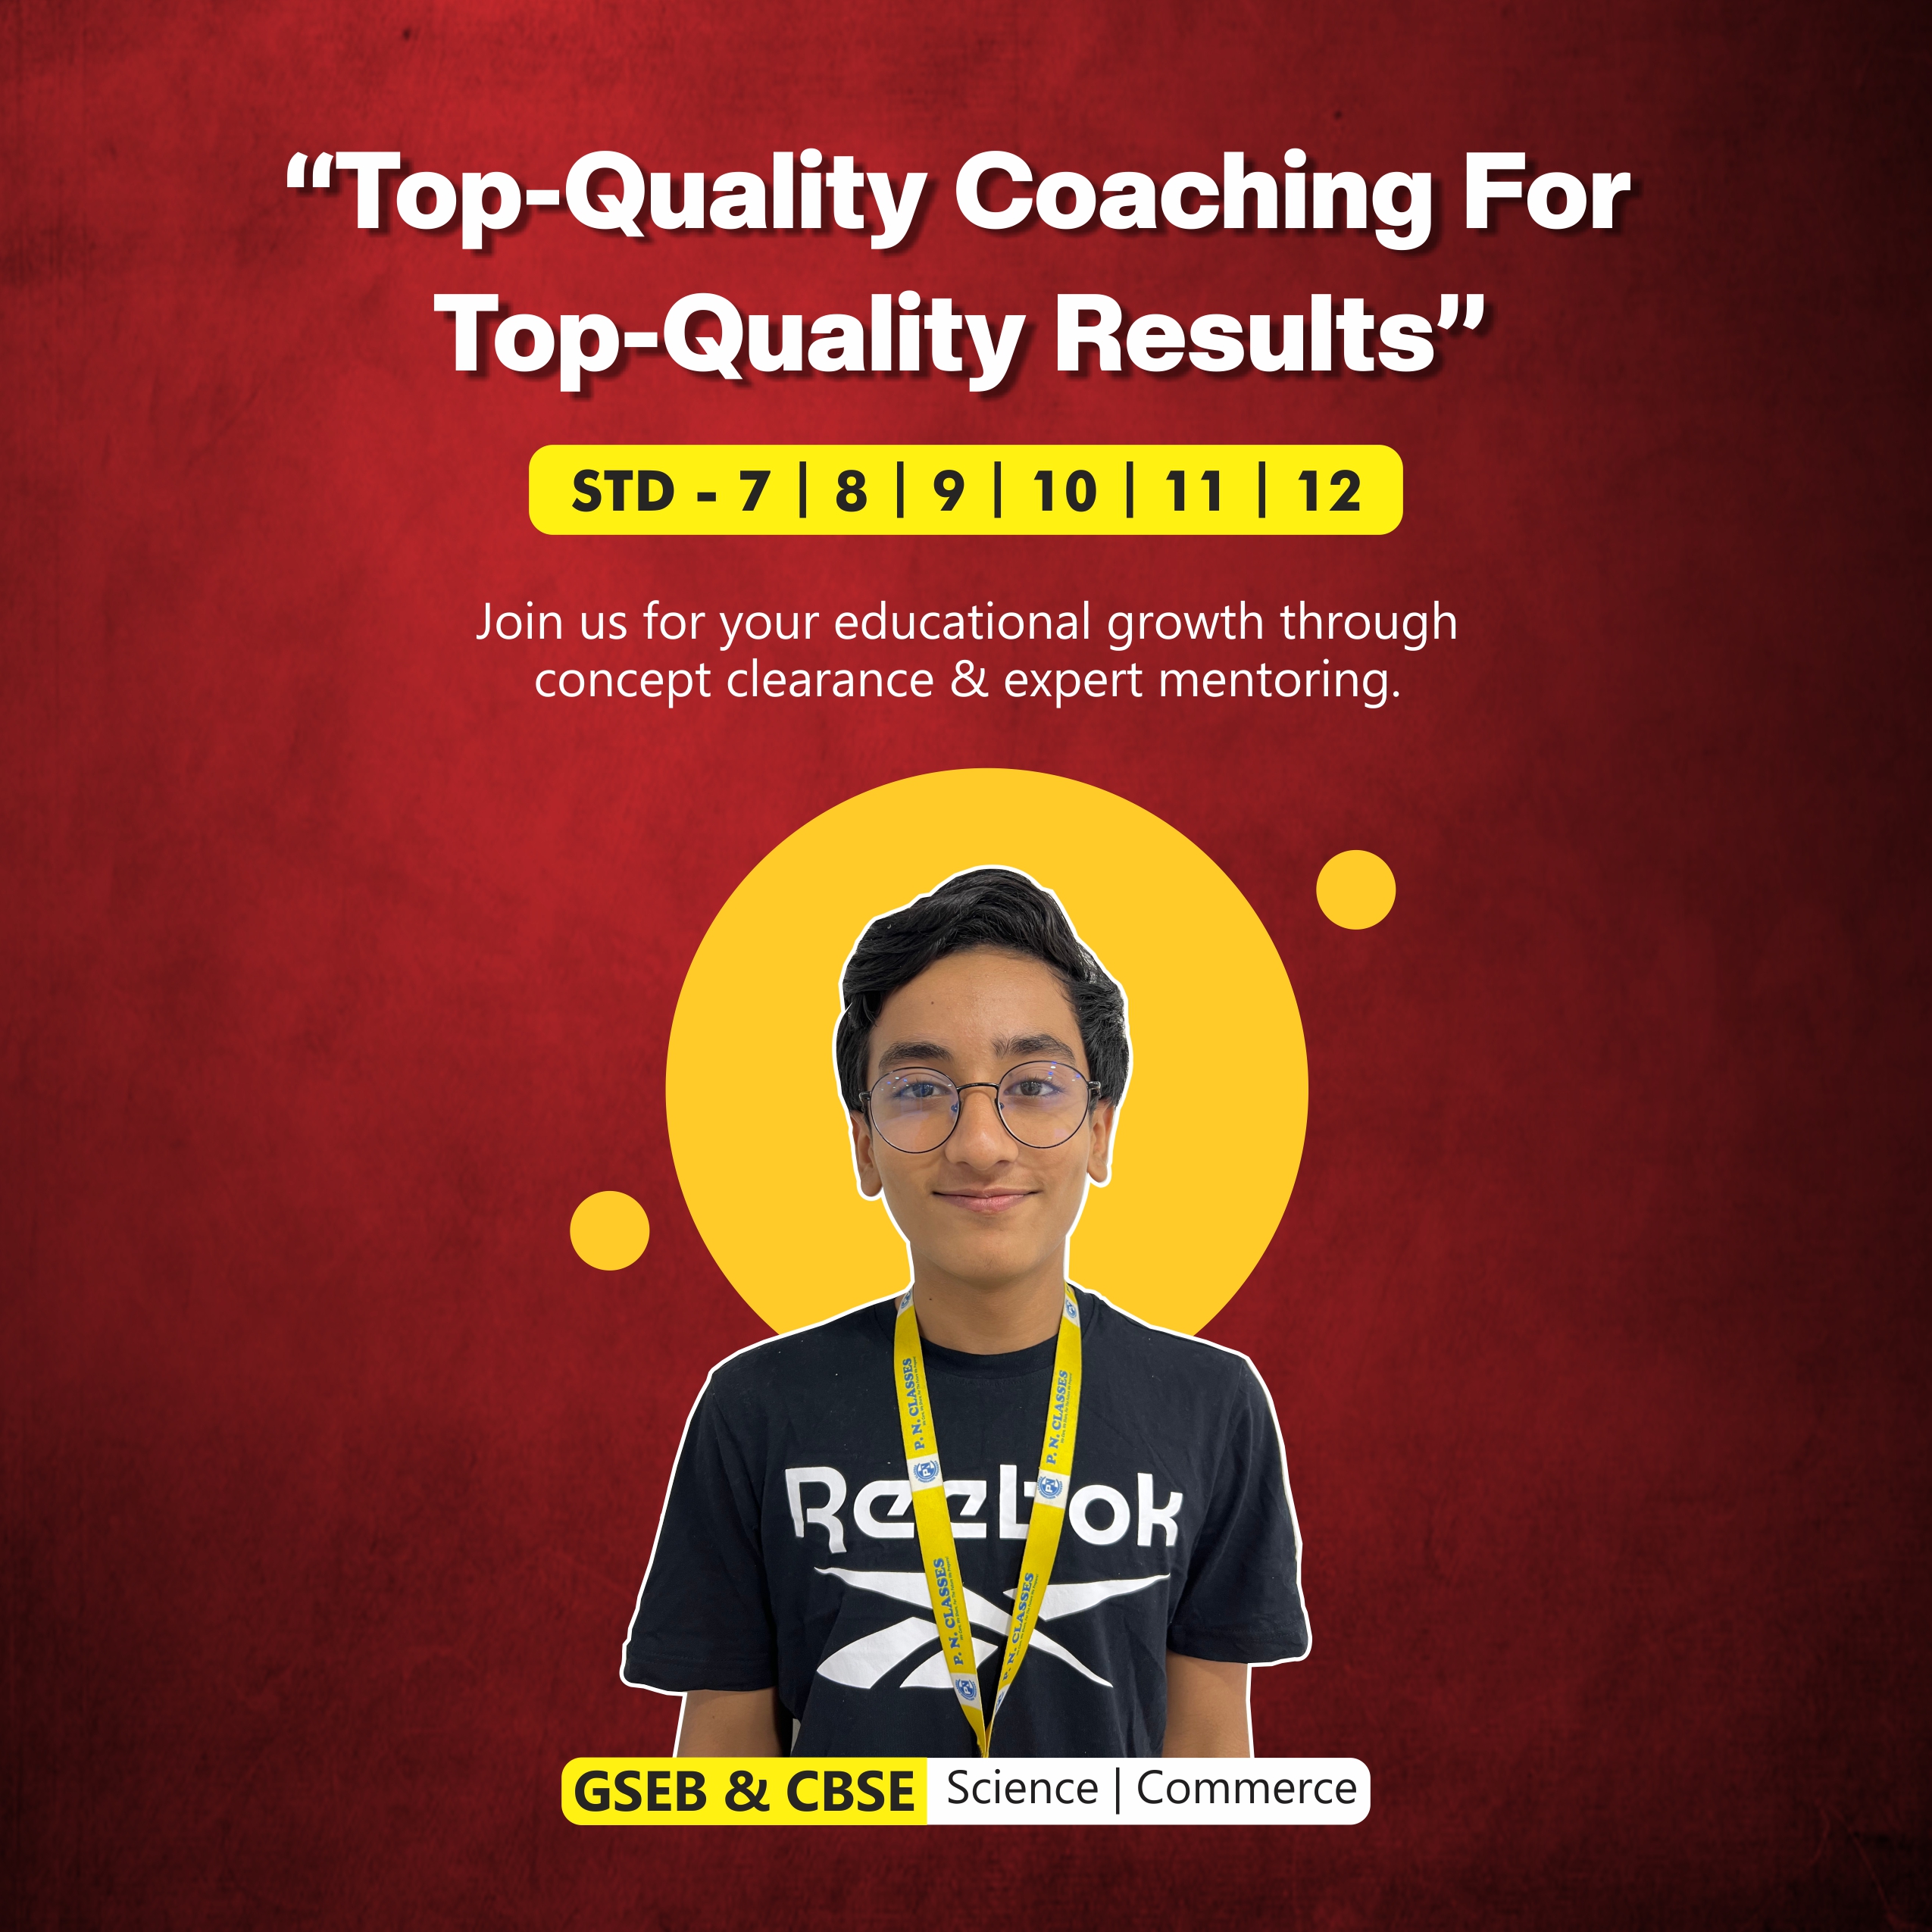 “Top-Quality Coaching For
Top-Quality Results”
STD - 7 | 8 | 9 | 10 | 11 | 12
Join us for your educational growth through
concept clearance & expert mentoring.
P. N. CLASSES
P. N. CLASSES
Reebok
P. N. CLASSES
P. N. CLASSES
GSEB & CBSE Science | Commerce